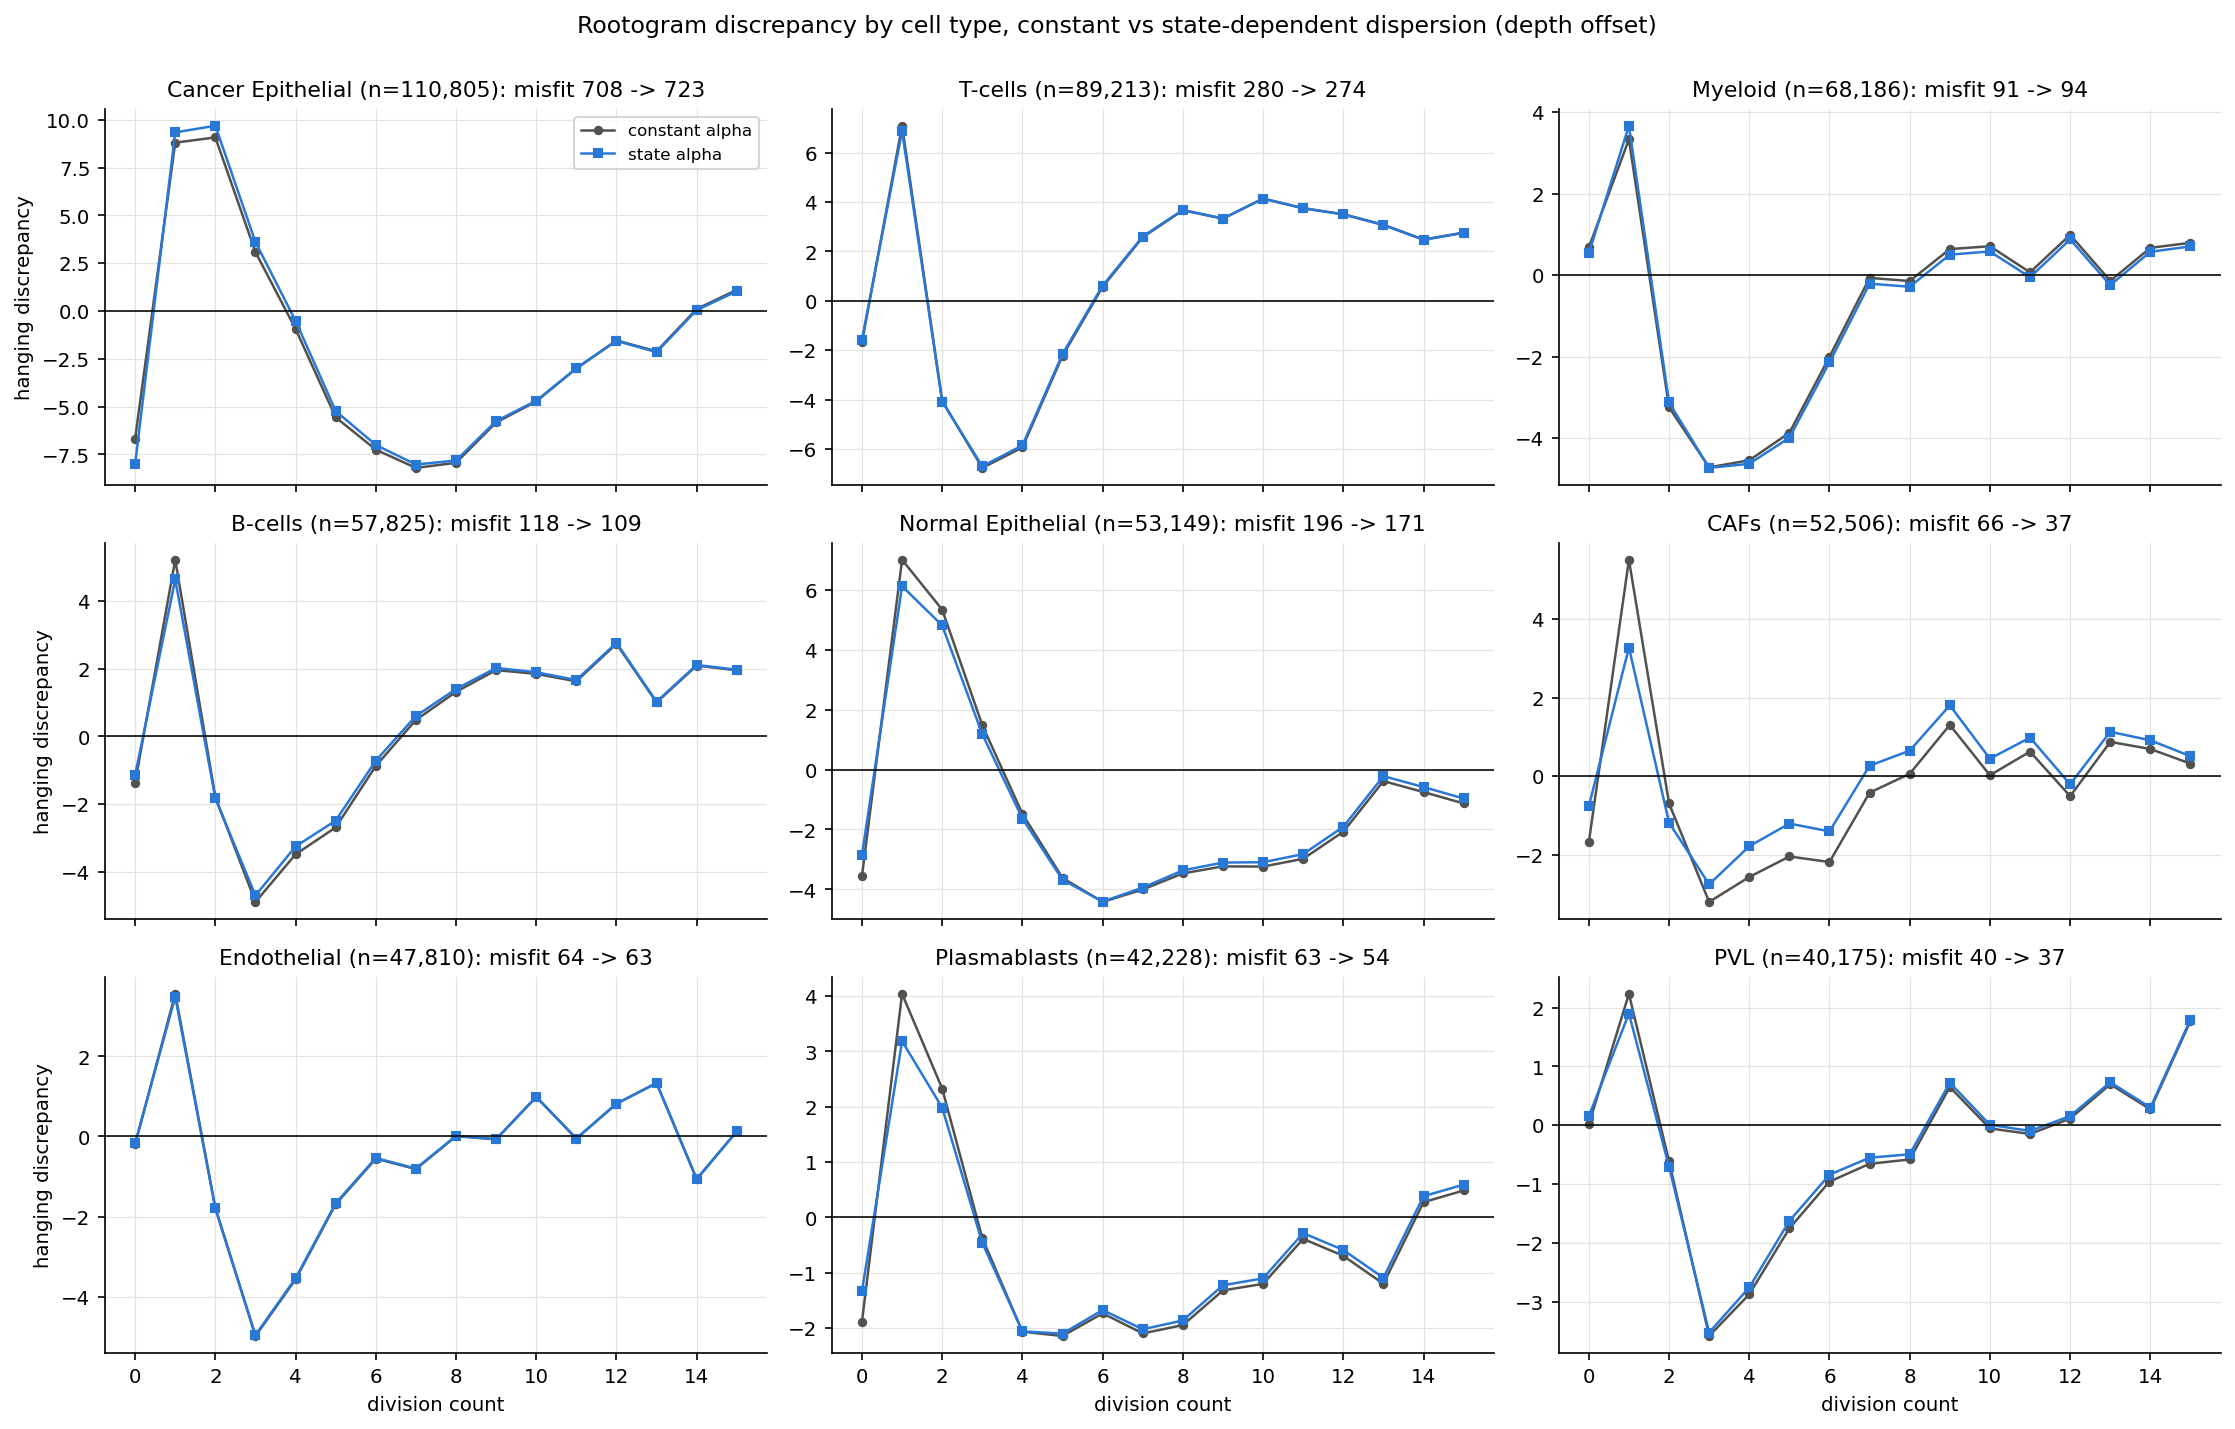 Rootogram discrepancy by cell type, constant vs state-dependent dispersion (depth offset)
Cancer Epithelial (n=110,805): misfit 708 -> 723
T-cells (n=89,213): misfit 280 -> 274
Myeloid (n=68,186): misfit 91 -> 94
constant alpha
state alpha
hanging discrepancy
10.0
7.5
5.0
2.5
0.0
−2.5
−5.0
−7.5
6
4
2
0
−2
−4
−6
4
2
0
−2
−4
B-cells (n=57,825): misfit 118 -> 109
Normal Epithelial (n=53,149): misfit 196 -> 171
CAFs (n=52,506): misfit 66 -> 37
hanging discrepancy
4
2
0
−2
−4
6
4
2
0
−2
−4
4
2
0
−2
Endothelial (n=47,810): misfit 64 -> 63
Plasmablasts (n=42,228): misfit 63 -> 54
PVL (n=40,175): misfit 40 -> 37
hanging discrepancy
2
0
−2
−4
4
3
2
1
0
−1
−2
2
1
0
−1
−2
−3
0 2 4 6 8 10 12 14
0 2 4 6 8 10 12 14
0 2 4 6 8 10 12 14
division count
division count
division count